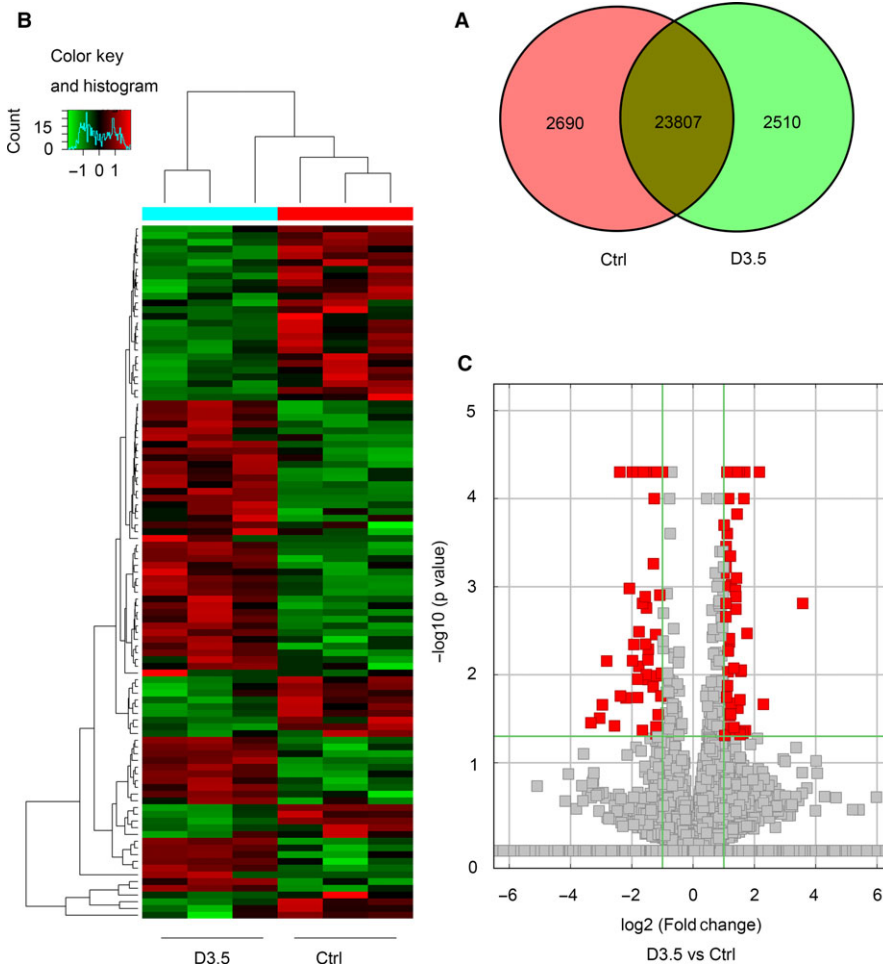 B
A
Color key
and histogram
Count
15
0
−1 0 1
2690
23807
2510
Ctrl
D3.5
C
−log10 (p value)
5
4
3
2
1
0
−6
−4
−2
0
2
4
6
log2 (Fold change)
D3.5 vs Ctrl
D3.5
Ctrl